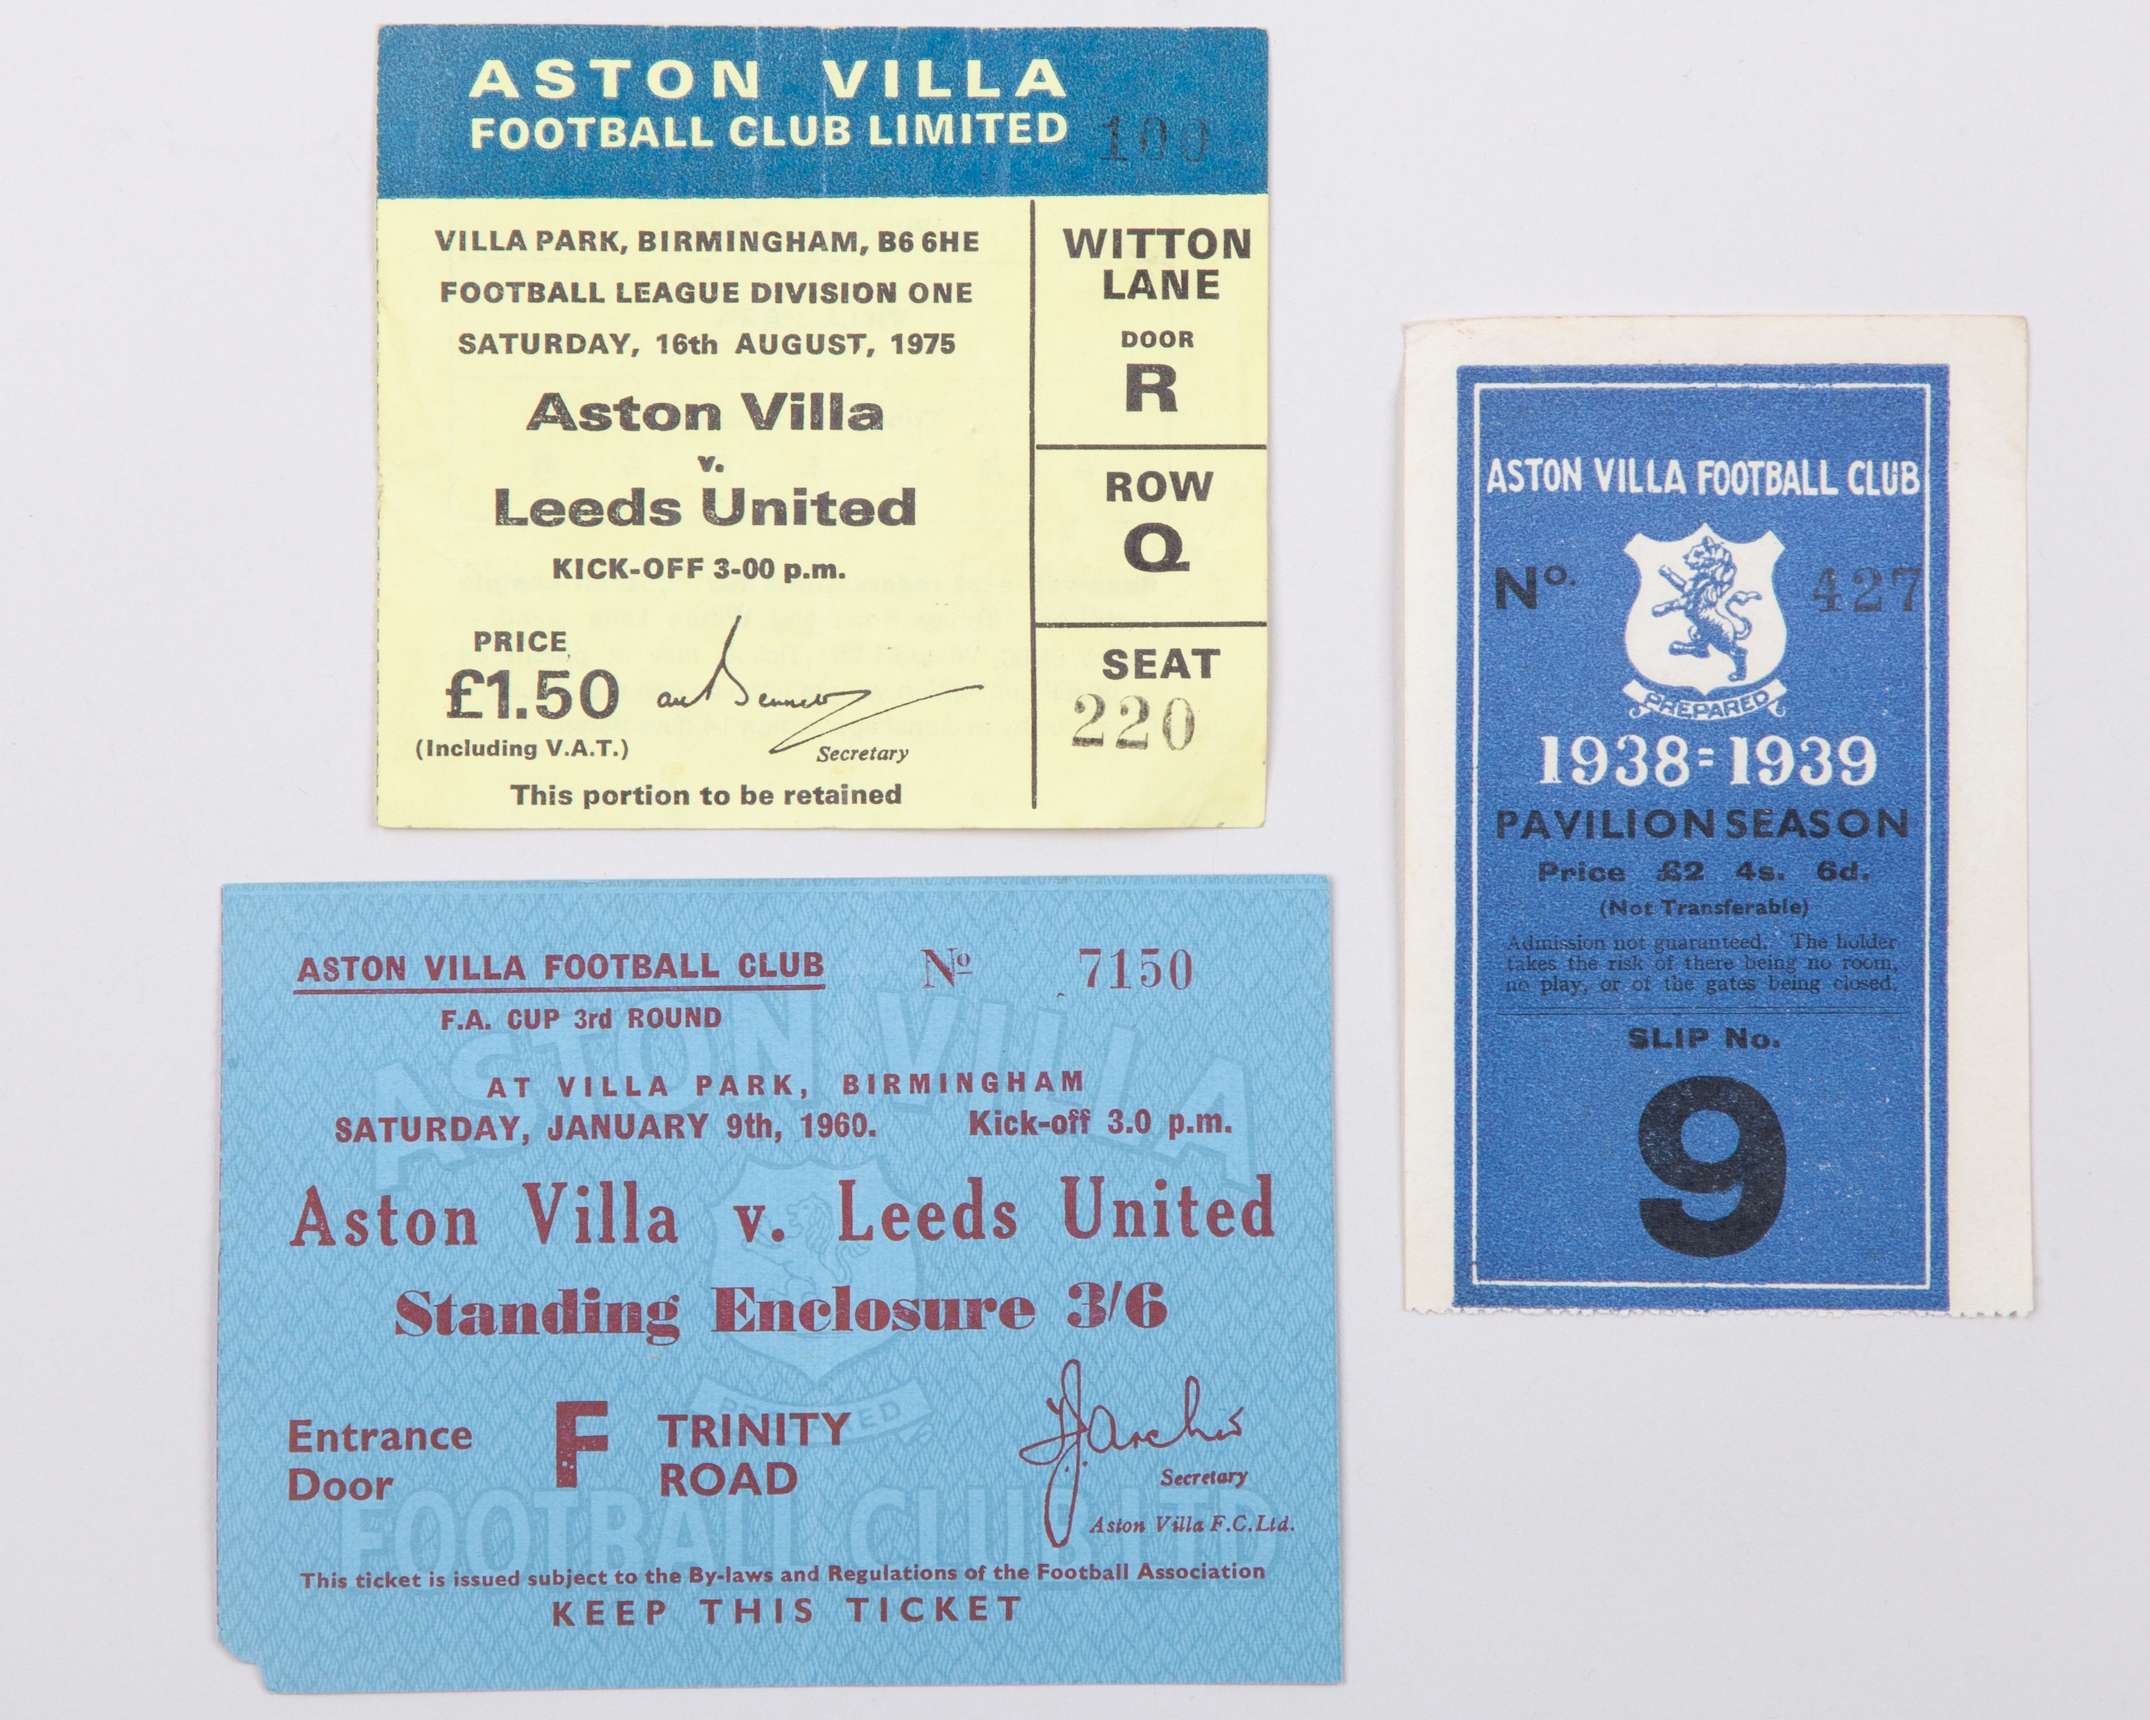 ASTON VILLA
FOOTBALL CLUB LIMITED 100
VILLA PARK, BIRMINGHAM, B6 6HE
FOOTBALL LEAGUE DIVISION ONE
SATURDAY, 16th AUGUST, 1975
Aston Villa
v.
Leeds United
KICK-OFF 3-00 p.m.
PRICE
£1.50
(Including V.A.T.)
Secretary
This portion to be retained
WITTON
LANE
DOOR
R
ROW
Q
SEAT
220
ASTON VILLA FOOTBALL CLUB
No. 427
PREPARED
1938=1939
PAVILION SEASON
Price £2 4s. 6d.
(Not Transferable)
Admission not guaranteed. The holder
takes the risk of there being no room,
no play, or of the gates being closed.
SLIP No.
9
ASTON VILLA FOOTBALL CLUB No 7150
F.A. CUP 3rd ROUND
AT VILLA PARK, BIRMINGHAM
SATURDAY, JANUARY 9th, 1960. Kick-off 3.0 p.m.
Aston Villa v. Leeds United
Standing Enclosure 3/6
Entrance
Door
F
TRINITY
ROAD
Secretary
Aston Villa F.C. Ltd.
This ticket is issued subject to the By-laws and Regulations of the Football Association
KEEP THIS TICKET
ASTON VILLA
PREPARED
FOOTBALL CLUB LTD